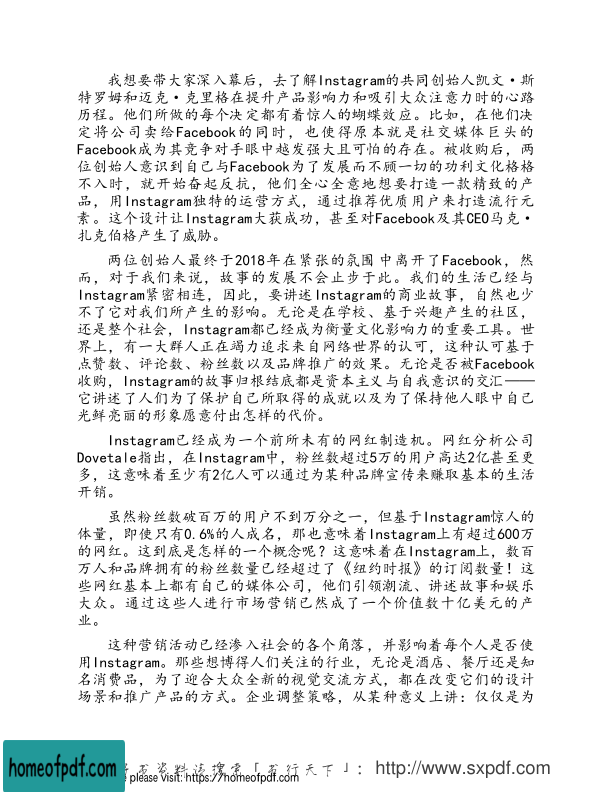 我想要带大家深入幕后，去了解Instagram的共同创始人凯文·斯
特罗姆和迈克·克里格在提升产品影响力和吸引大众注意力时的心路
历程。他们所做的每个决定都有着惊人的蝴蝶效应。比如，在他们决
定将公司卖给Facebook的同时，也使得原本就是社交媒体巨头的
Facebook成为其竞争对手眼中越发强大且可怕的存在。被收购后，两
位创始人意识到自己与Facebook为了发展而不顾一切的功利文化格格
不入时，就开始奋起反抗，他们全心全意地想要打造一款精致的产
品，用Instagram独特的运营方式，通过推荐优质用户来打造流行元
素。这个设计让Instagram大获成功，甚至对Facebook及其CEO马克·
扎克伯格产生了威胁。
两位创始人最终于2018年在紧张的氛围中离开了Facebook，然
而，对于我们来说，故事的发展不会止步于此。我们的生活已经与
Instagram紧密相连，因此，要讲述Instagram的商业故事，自然也少
不了它对我们所产生的影响。无论是在学校、基于兴趣产生的社区，
还是整个社会，Instagram都已经成为衡量文化影响力的重要工具。世
界上，有一大群人正在竭力追求来自网络世界的认可，这种认可基于
点赞数、评论数、粉丝数以及品牌推广的效果。无论是否被Facebook
收购，Instagram的故事归根结底都是资本主义与自我意识的交汇——
它讲述了人们为了保护自己所取得的成就以及为了保持他人眼中自己
光鲜亮丽的形象愿意付出怎样的代价。
Instagram已经成为一个前所未有的网红制造机。网红分析公司
Dovetale指出，在Instagram中，粉丝数超过5万的用户高达2亿甚至更
多，这意味着至少有2亿人可以通过为某种品牌宣传来赚取基本的生活
开销。
虽然粉丝数破百万的用户不到万分之一，但基于Instagram惊人的
体量，即使只有0.6%的人成名，那也意味着Instagram上有超过600万
的网红。这到底是怎样的一个概念呢？这意味着在Instagram上，数百
万人和品牌拥有的粉丝数量已经超过了《纽约时报》的订阅数量！这
些网红基本上都有自己的媒体公司，他们引领潮流、讲述故事和娱乐
大众。通过这些人进行市场营销已然成了一个价值数十亿美元的产
业。
这种营销活动已经渗入社会的各个角落，并影响着每个人是否使
用Instagram。那些想博得人们关注的行业，无论是酒店、餐厅还是知
名消费品，为了迎合大众全新的视觉交流方式，都在改变它们的设计
场景和推广产品的方式。企业调整策略，从某种意义上讲：仅仅是为
资料请搜索「书行天下」：http://www.sxpdf.com
homeofpdf.com
please visit: https://homeofpdf.com